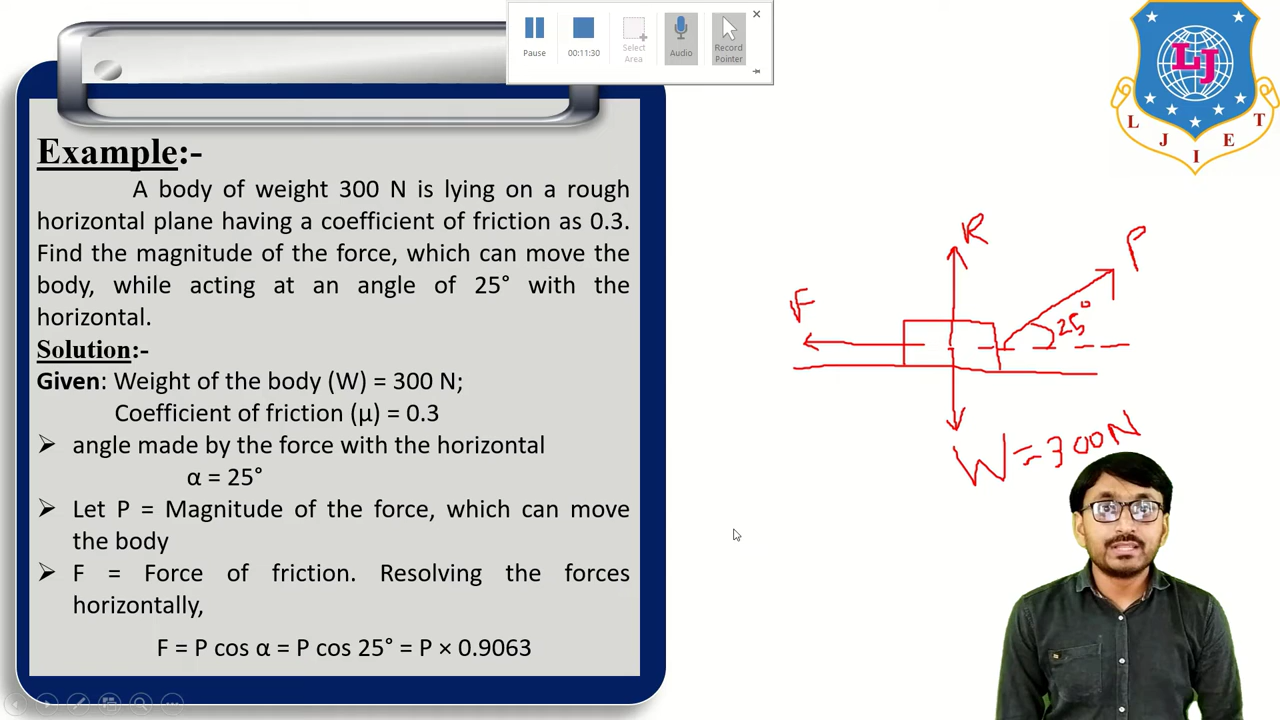 Pause
00:11:30
Select
Area
Audio
Record
Pointer
LJ
L J I E T
Example:-
A body of weight 300 N is lying on a rough
horizontal plane having a coefficient of friction as 0.3.
Find the magnitude of the force, which can move the
body, while acting at an angle of 25° with the
horizontal.
Solution:-
Given: Weight of the body (W) = 300 N;
Coefficient of friction (μ) = 0.3
➢ angle made by the force with the horizontal
α = 25°
➢ Let P = Magnitude of the force, which can move
the body
➢ F = Force of friction. Resolving the forces
horizontally,
F = P cos α = P cos 25° = P × 0.9063
R
P
F
25°
W = 300N